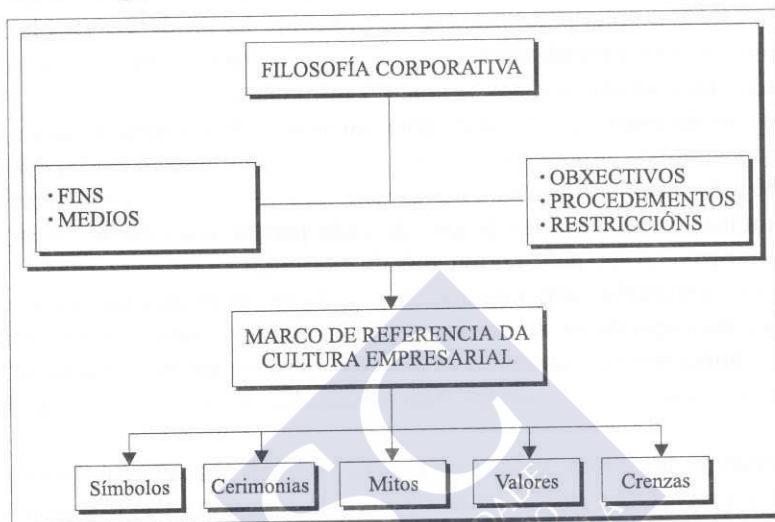 FILOSOFÍA CORPORATIVA
· FINS
· MEDIOS
· OBXECTIVOS
· PROCEDEMENTOS
· RESTRICCIÓNS
MARCO DE REFERENCIA DA
CULTURA EMPRESARIAL
Símbolos
Cerimonias
Mitos
Valores
Crenzas